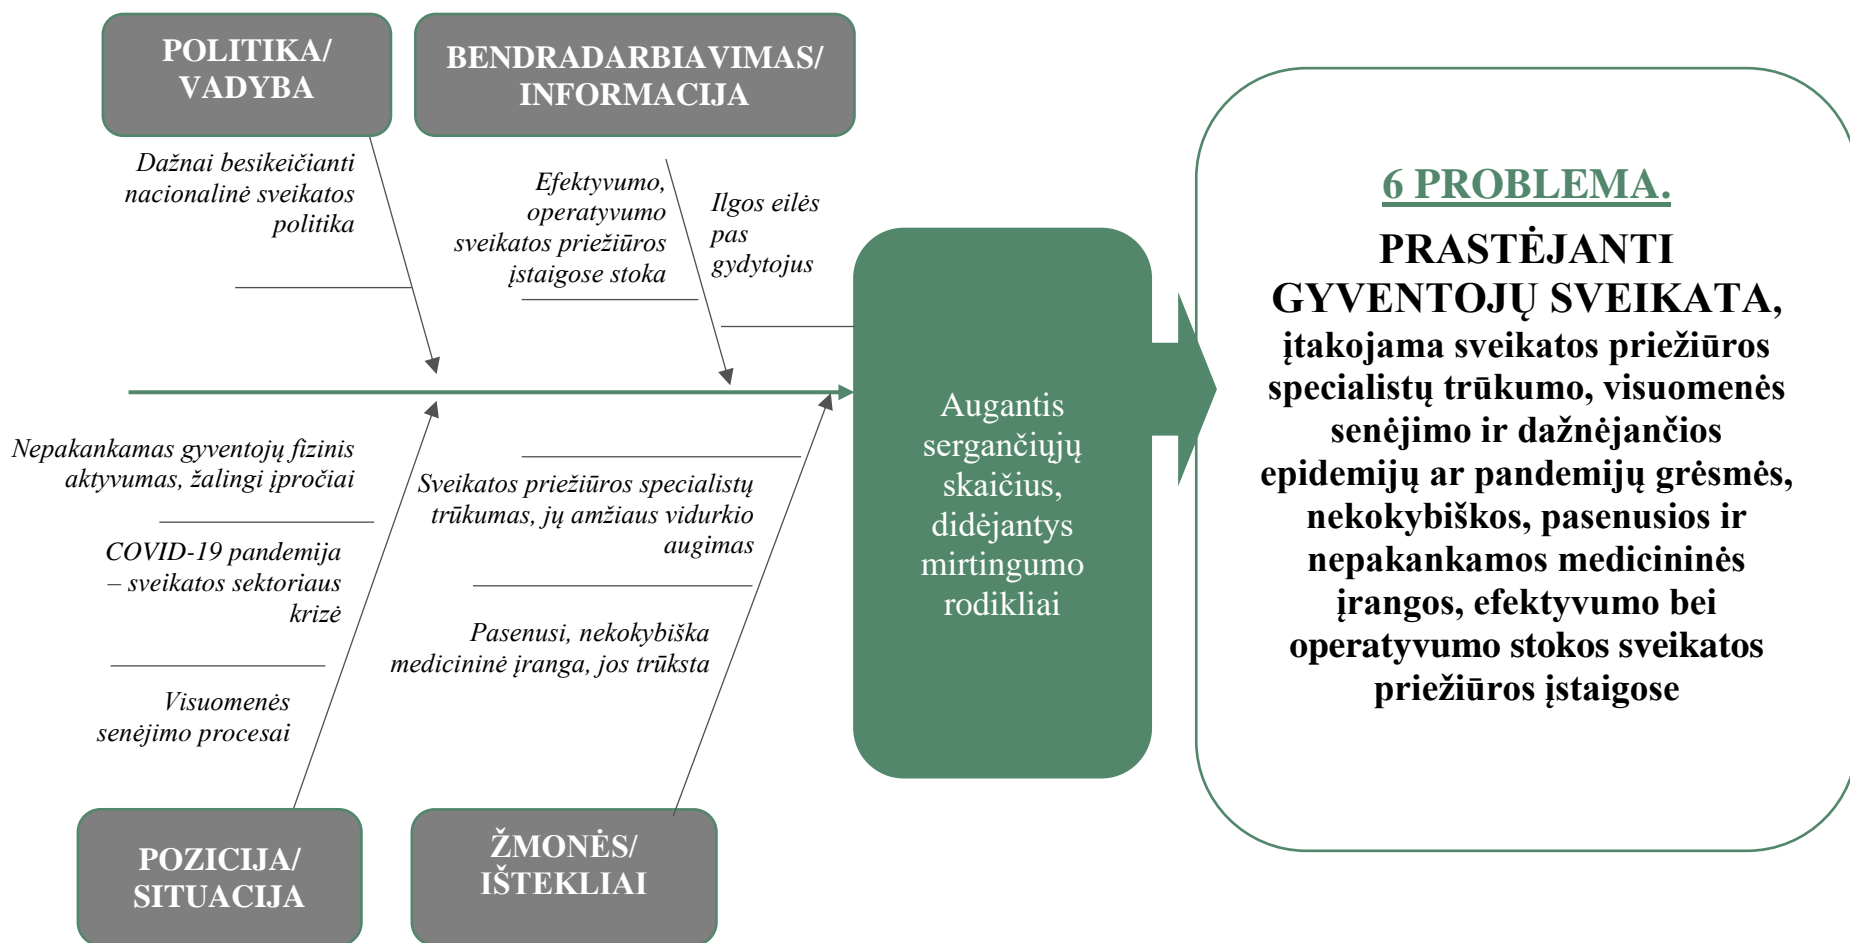 POLITIKA/
VADYBA
BENDRADARBIAVIMAS/
INFORMACIJA
Dažnai besikeičianti
nacionalinė sveikatos
politika
Efektyvumo,
operatyvumo
sveikatos priežiūros
įstaigose stoka
Ilgos eilės
pas
gydytojus
Nepakankamas gyventojų fizinis
aktyvumas, žalingi įpročiai
COVID-19 pandemija
– sveikatos sektoriaus
krizė
Visuomenės
senėjimo procesai
Sveikatos priežiūros specialistų
trūkumas, jų amžiaus vidurkio
augimas
Pasenusi, nekokybiška
medicininė įranga, jos trūksta
POZICIJA/
SITUACIJA
ŽMONĖS/
IŠTEKLIAI
Augantis
sergančiųjų
skaičius,
didėjantys
mirtingumo
rodikliai
6 PROBLEMA.
PRASTĖJANTI
GYVENTOJŲ SVEIKATA,
įtakojama sveikatos priežiūros
specialistų trūkumo, visuomenės
senėjimo ir dažnėjančios
epidemijų ar pandemijų grėsmės,
nekokybiškos, pasenusios ir
nepakankamos medicininės
įrangos, efektyvumo bei
operatyvumo stokos sveikatos
priežiūros įstaigose